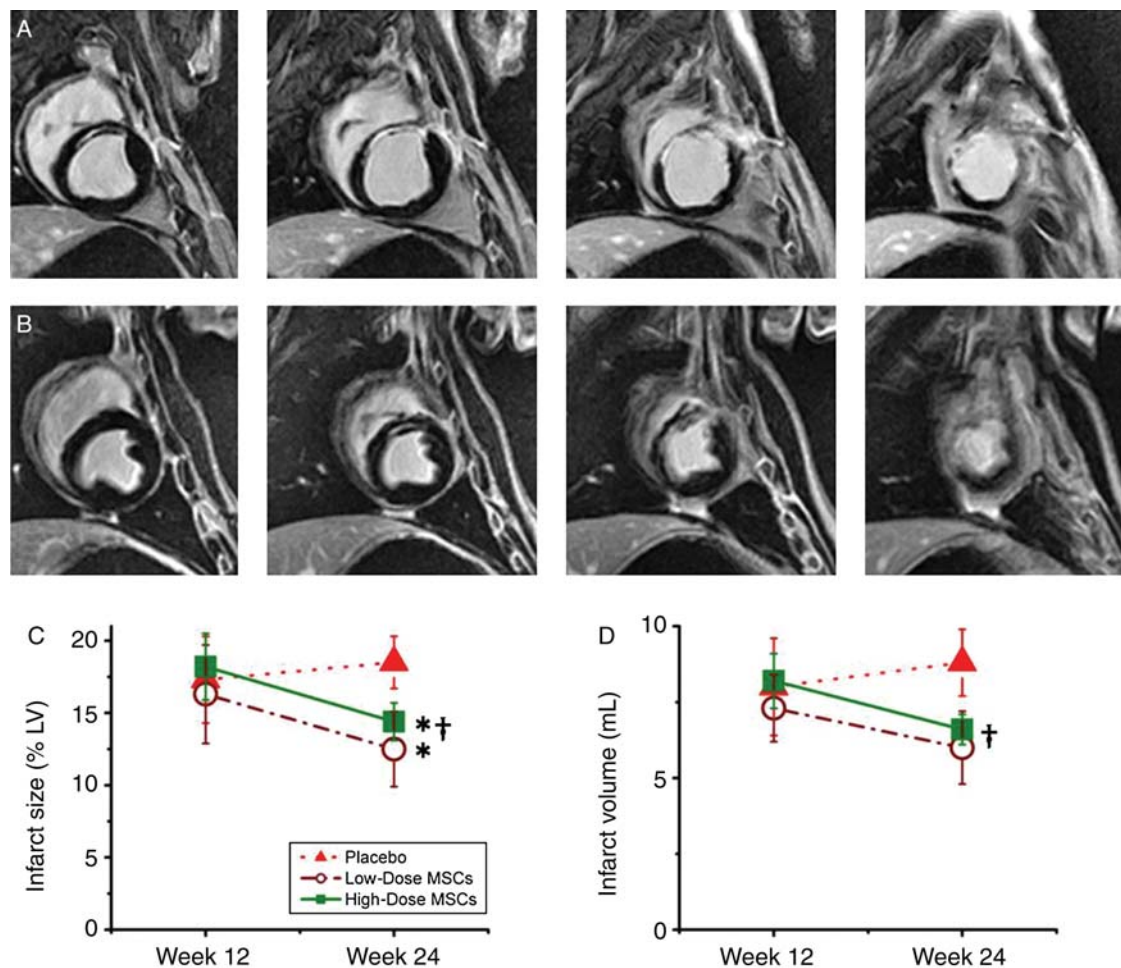 A
B
C
Infarct size (% LV)
20
15
10
5
0
*†
*
Placebo
Low-Dose MSCs
High-Dose MSCs
Week 12
Week 24
D
Infarct volume (mL)
10
5
0
†
Week 12
Week 24